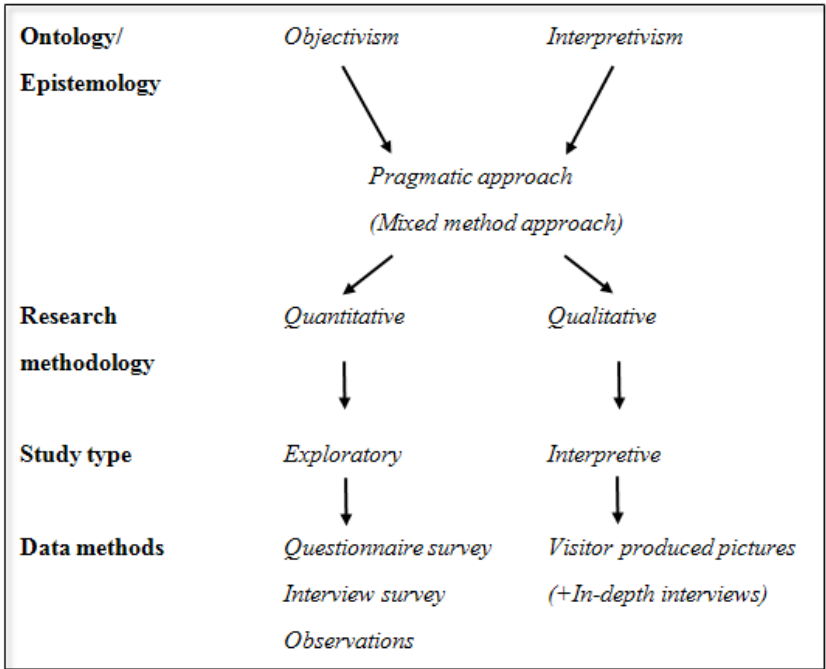 Ontology/ Objectivism Interpretivism
Epistemology
Pragmatic approach
(Mixed method approach)
Research Quantitative Qualitative
methodology
Study type Exploratory Interpretive
Data methods Questionnaire survey Visitor produced pictures
Interview survey (+In-depth interviews)
Observations